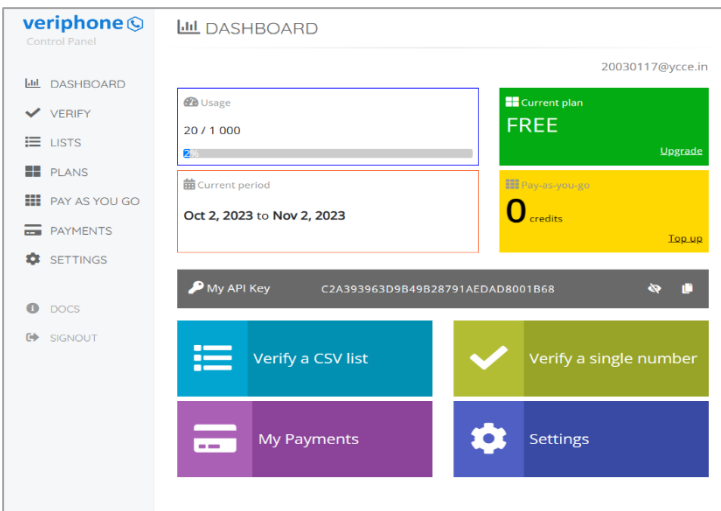 veriphone
Control Panel
DASHBOARD
VERIFY
LISTS
PLANS
PAY AS YOU GO
PAYMENTS
SETTINGS
DOCS
SIGNOUT
DASHBOARD
20030117@ycce.in
Usage
20 / 1 000
2%
Current plan
FREE
Upgrade
Current period
Oct 2, 2023 to Nov 2, 2023
Pay-as-you-go
0 credits
Top up
My API Key C2A393963D9B49B28791AEDAD8001B68
Verify a CSV list
Verify a single number
My Payments
Settings